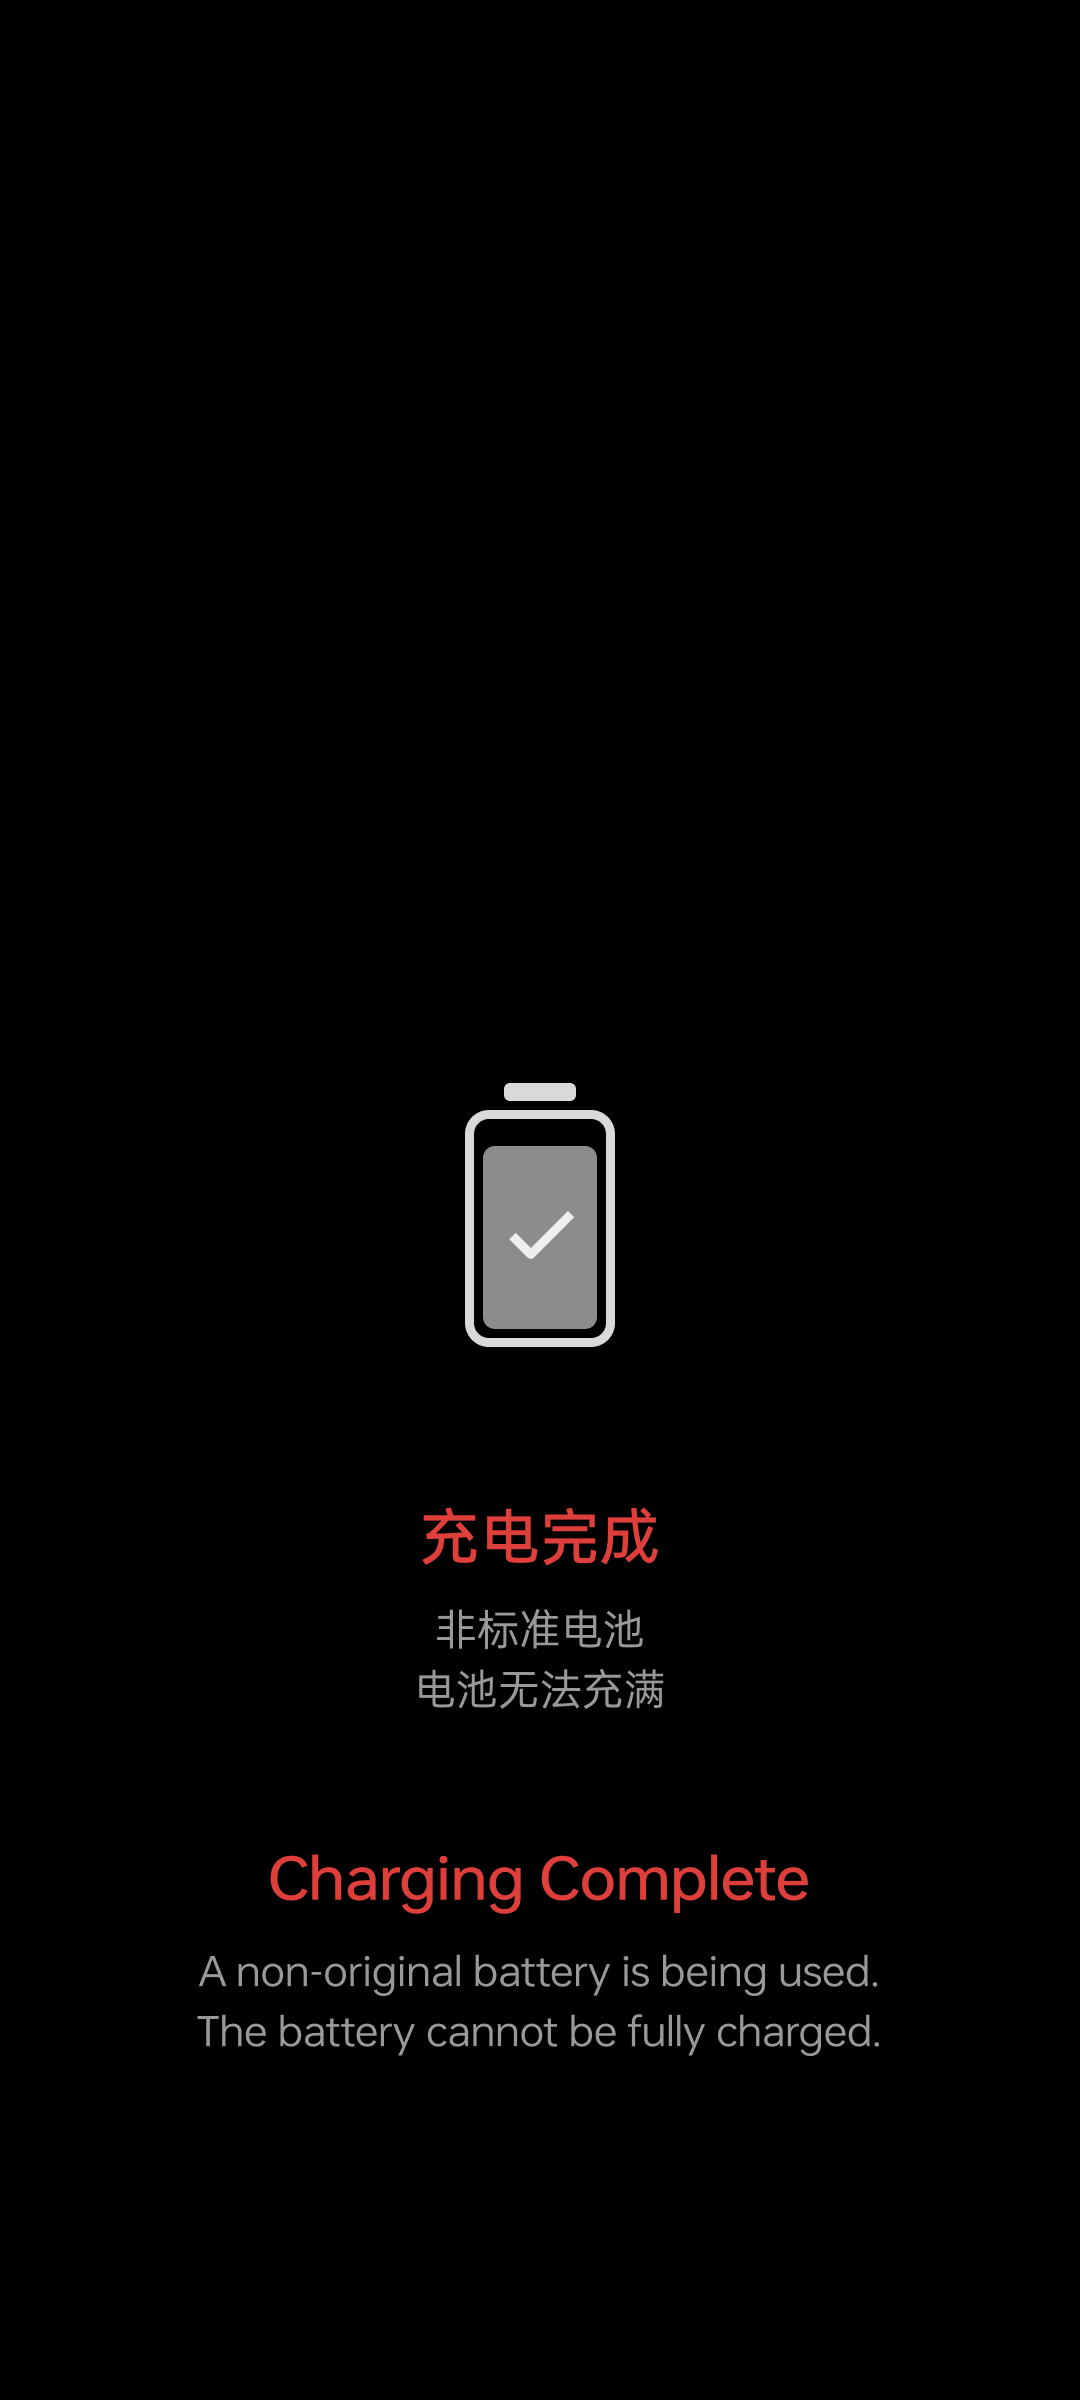 充电完成
非标准电池
电池无法充满
Charging Complete
A non-original battery is being used.
The battery cannot be fully charged.